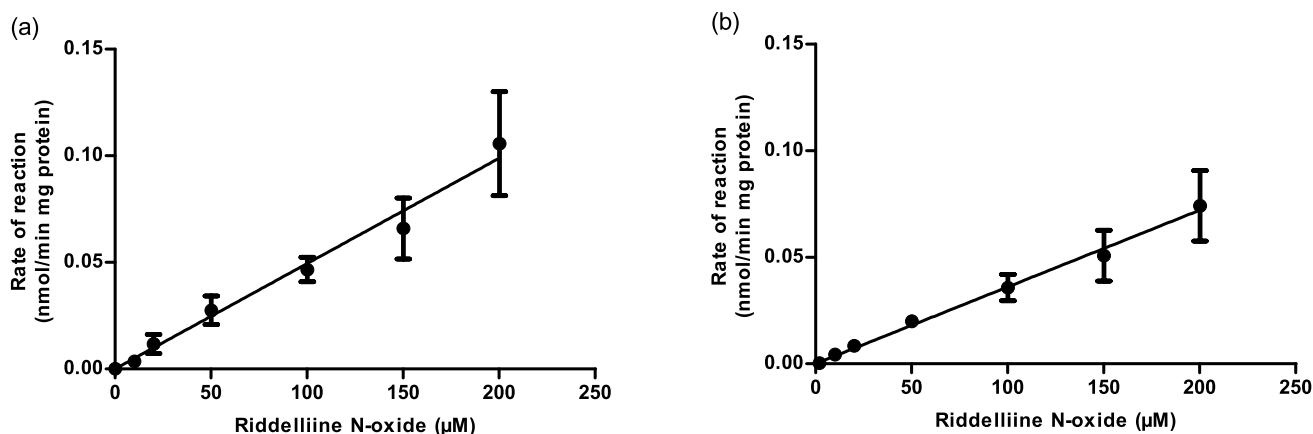 (a)
0.15
0.10
0.05
0.00
Rate of reaction
(nmol/min mg protein)
0 50 100 150 200 250
Riddelliine N-oxide (µM)
(b)
0.15
0.10
0.05
0.00
Rate of reaction
(nmol/min mg protein)
0 50 100 150 200 250
Riddelliine N-oxide (µM)